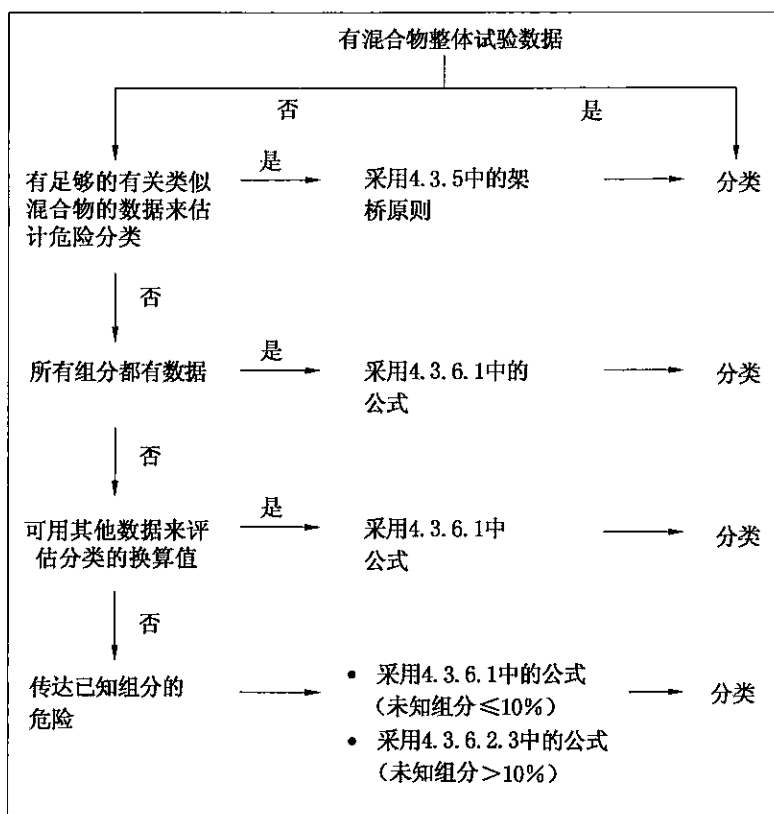 有混合物整体试验数据
否
是
有足够的有关类似
混合物的数据来估
计危险分类
是
采用4.3.5中的架
桥原则
分类
否
所有组分都有数据
是
采用4.3.6.1中的
公式
分类
否
可用其他数据来评
估分类的换算值
是
采用4.3.6.1中
公式
分类
否
传达已知组分的
危险
• 采用4.3.6.1中的公式
（未知组分≤10%）
• 采用4.3.6.2.3中的公式
（未知组分>10%）
分类